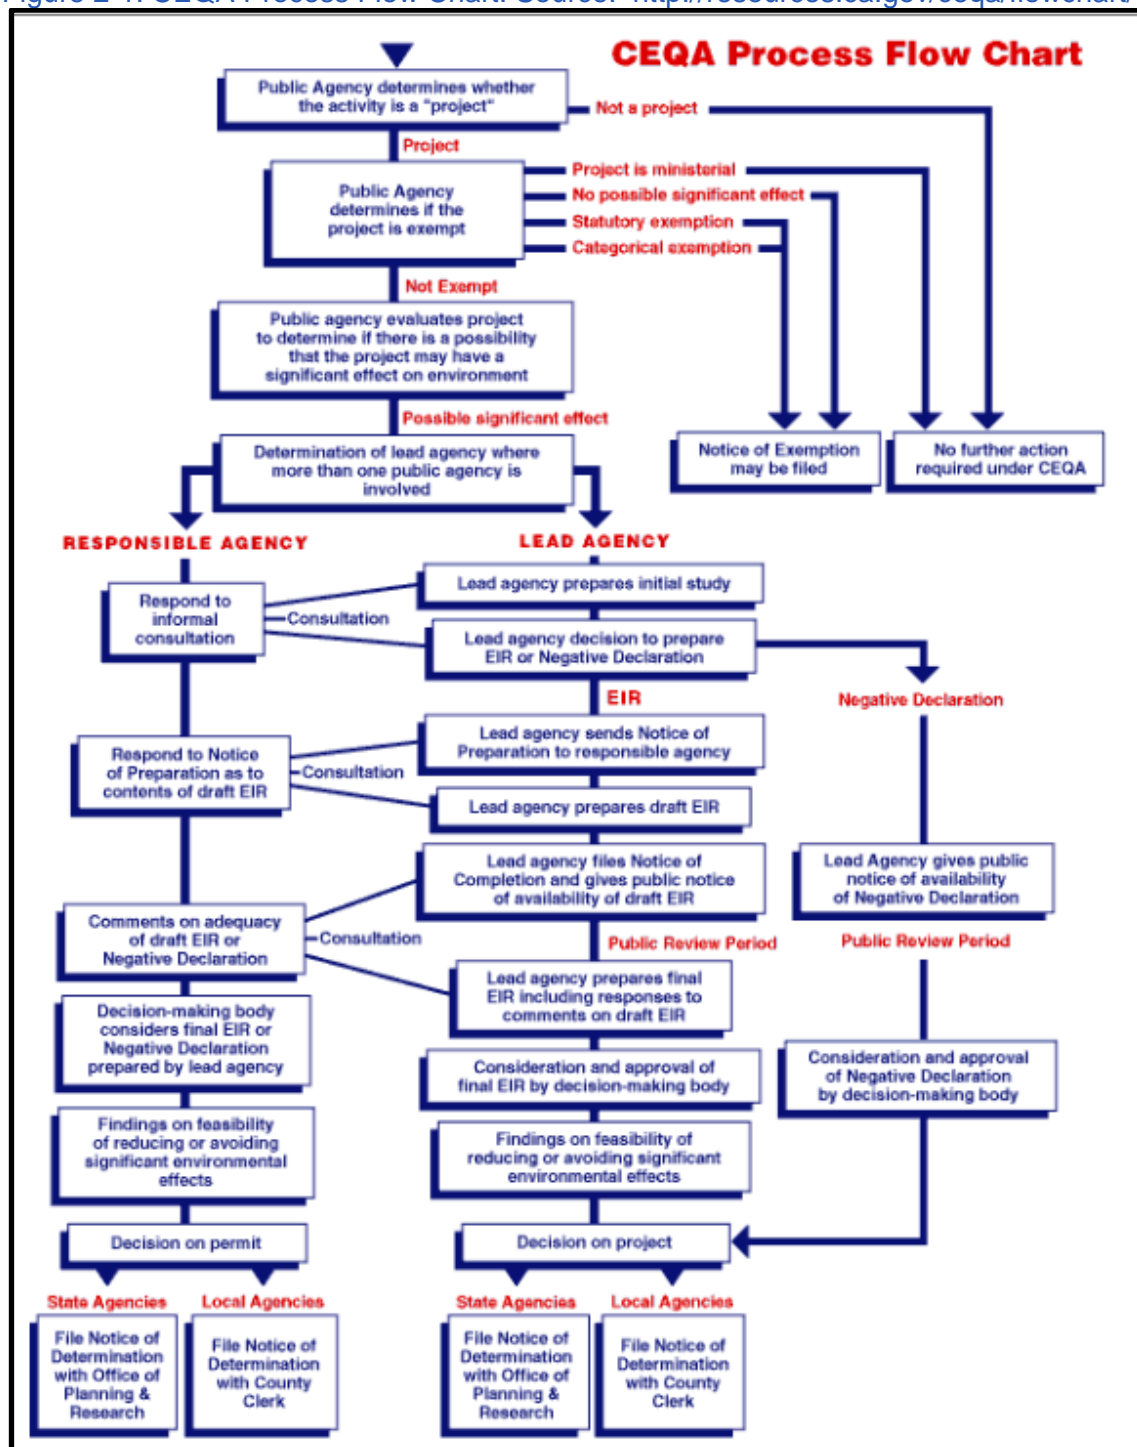 CEQA Process Flow Chart
Public Agency determines whether
the activity is a "project"
Not a project
Project
Public Agency
determines if the
project is exempt
Project is ministerial
No possible significant effect
Statutory exemption
Categorical exemption
Not Exempt
Public agency evaluates project
to determine if there is a possibility
that the project may have a
significant effect on environment
Possible significant effect
Notice of Exemption
may be filed
No further action
required under CEQA
Determination of lead agency where
more than one public agency is
involved
RESPONSIBLE AGENCY
LEAD AGENCY
Respond to
informal
consultation
Consultation
Lead agency prepares initial study
Lead agency decision to prepare
EIR or Negative Declaration
EIR
Negative Declaration
Respond to Notice
of Preparation as to
contents of draft EIR
Consultation
Lead agency sends Notice of
Preparation to responsible agency
Lead agency prepares draft EIR
Lead agency files Notice of
Completion and gives public notice
of availability of draft EIR
Lead Agency gives public
notice of availability
of Negative Declaration
Comments on adequacy
of draft EIR or
Negative Declaration
Consultation
Public Review Period
Public Review Period
Lead agency prepares final
EIR including responses to
comments on draft EIR
Decision-making body
considers final EIR or
Negative Declaration
prepared by lead agency
Consideration and approval of
final EIR by decision-making body
Consideration and approval
of Negative Declaration
by decision-making body
Findings on feasibility
of reducing or avoiding
significant environmental
effects
Findings on feasibility of
reducing or avoiding significant
environmental effects
Decision on permit
Decision on project
State Agencies
Local Agencies
State Agencies
Local Agencies
File Notice of
Determination
with Office of
Planning &
Research
File Notice of
Determination
with County
Clerk
File Notice of
Determination
with Office of
Planning &
Research
File Notice of
Determination
with County
Clerk